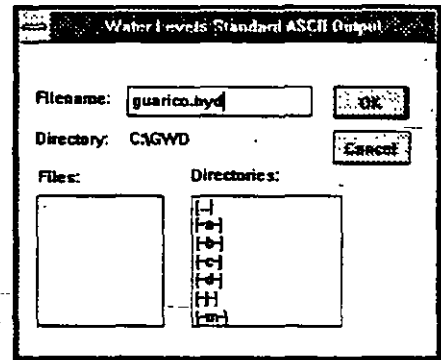 Water Levels Standard ASCII Output
Filename: guarico.hyd OK
Directory: C:\GWD Cancel
Files: Directories:
[..]
[-a-]
[-b-]
[-c-]
[-d-]
[-m-]